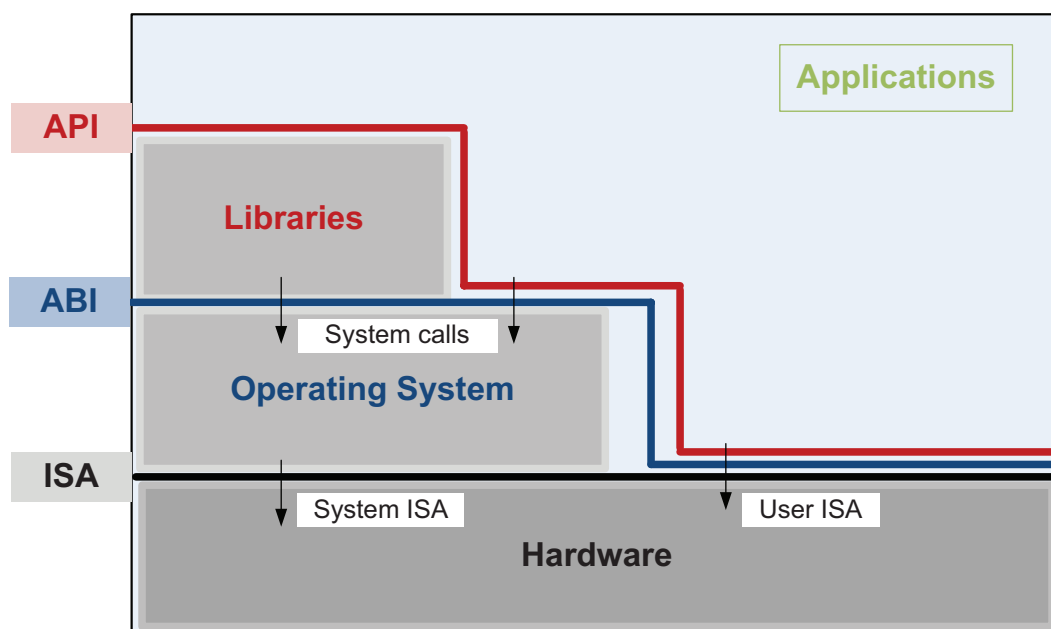 Applications
API
Libraries
ABI
System calls
Operating System
ISA
System ISA
User ISA
Hardware